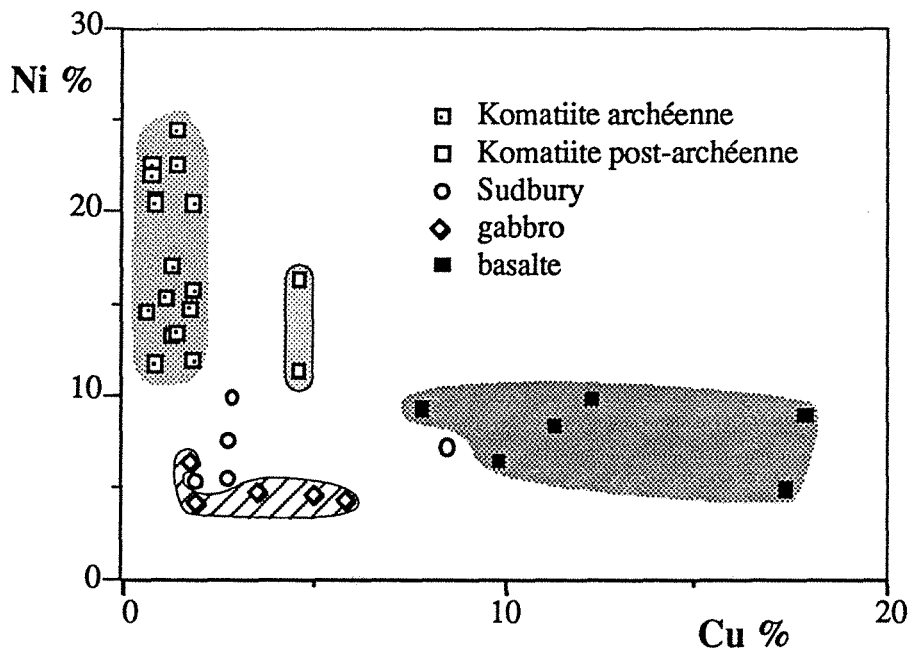 30
Ni %
Komatiite archéenne
Komatiite post-archéenne
20
Sudbury
gabbro
basalte
10
0
0 10 20
Cu %